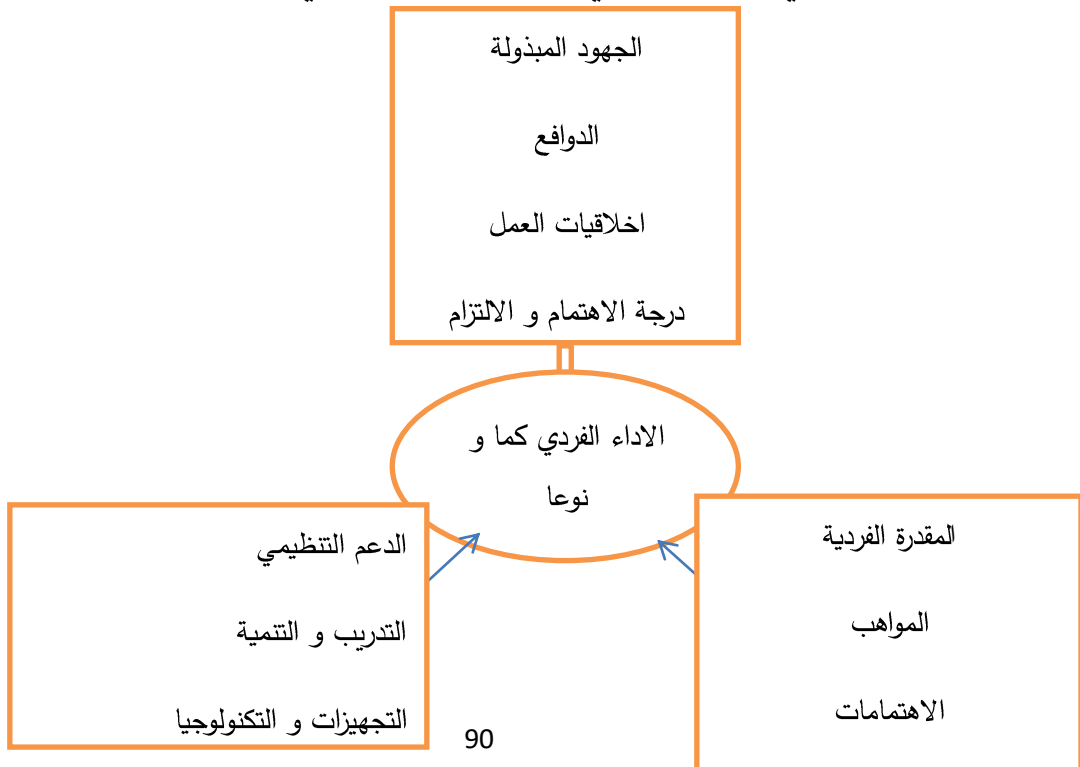 الجهود المبذولة
الدوافع
اخلاقيات العمل
درجة الاهتمام و الالتزام
الاداء الفردي كما و
نوعا
المقدرة الفردية
المواهب
الاهتمامات
الدعم التنظيمي
التدريب و التنمية
التجهيزات و التكنولوجيا
90